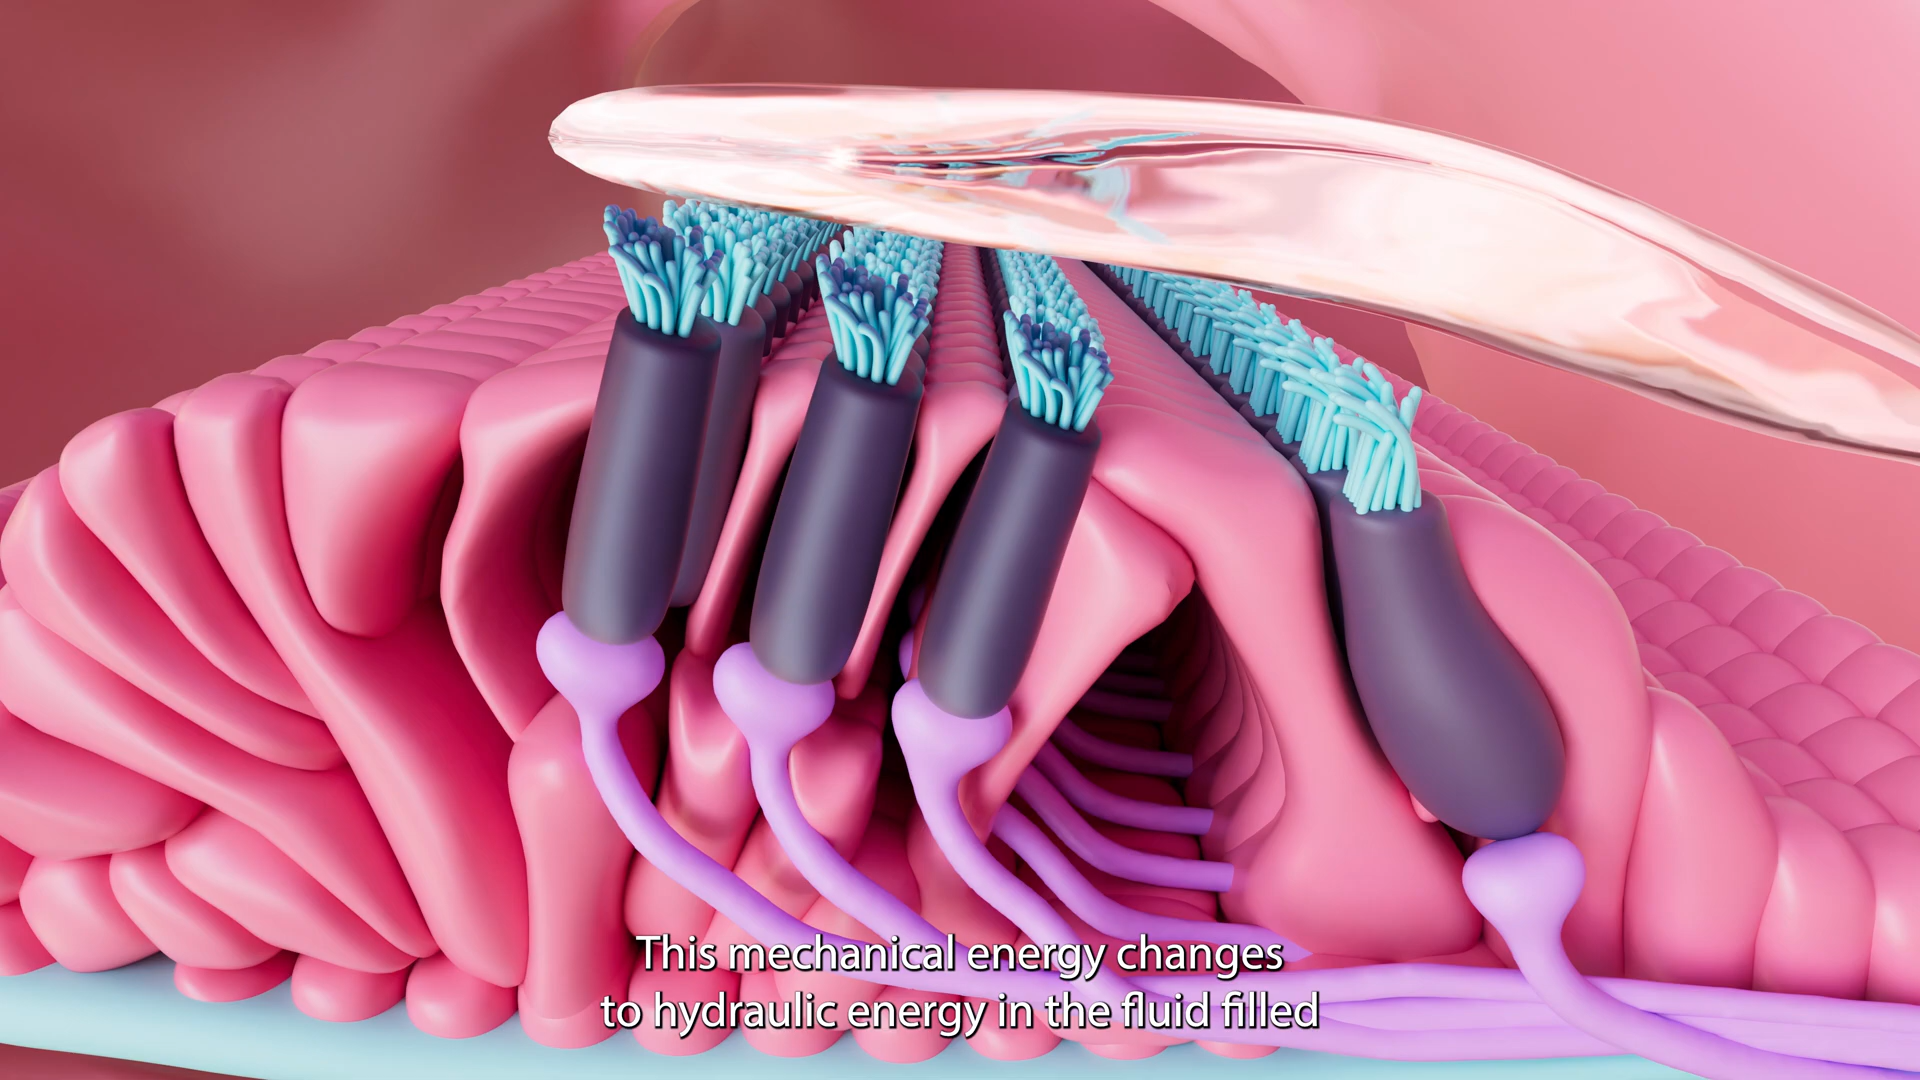 This mechanical energy changes
to hydraulic energy in the fluid filled